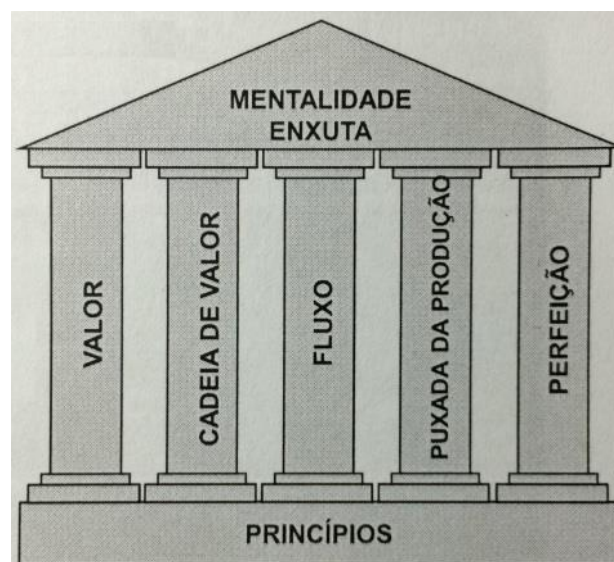 MENTALIDADE
ENXUTA
VALOR
CADEIA DE VALOR
FLUXO
PUXADA DA PRODUÇÃO
PERFEIÇÃO
PRINCÍPIOS